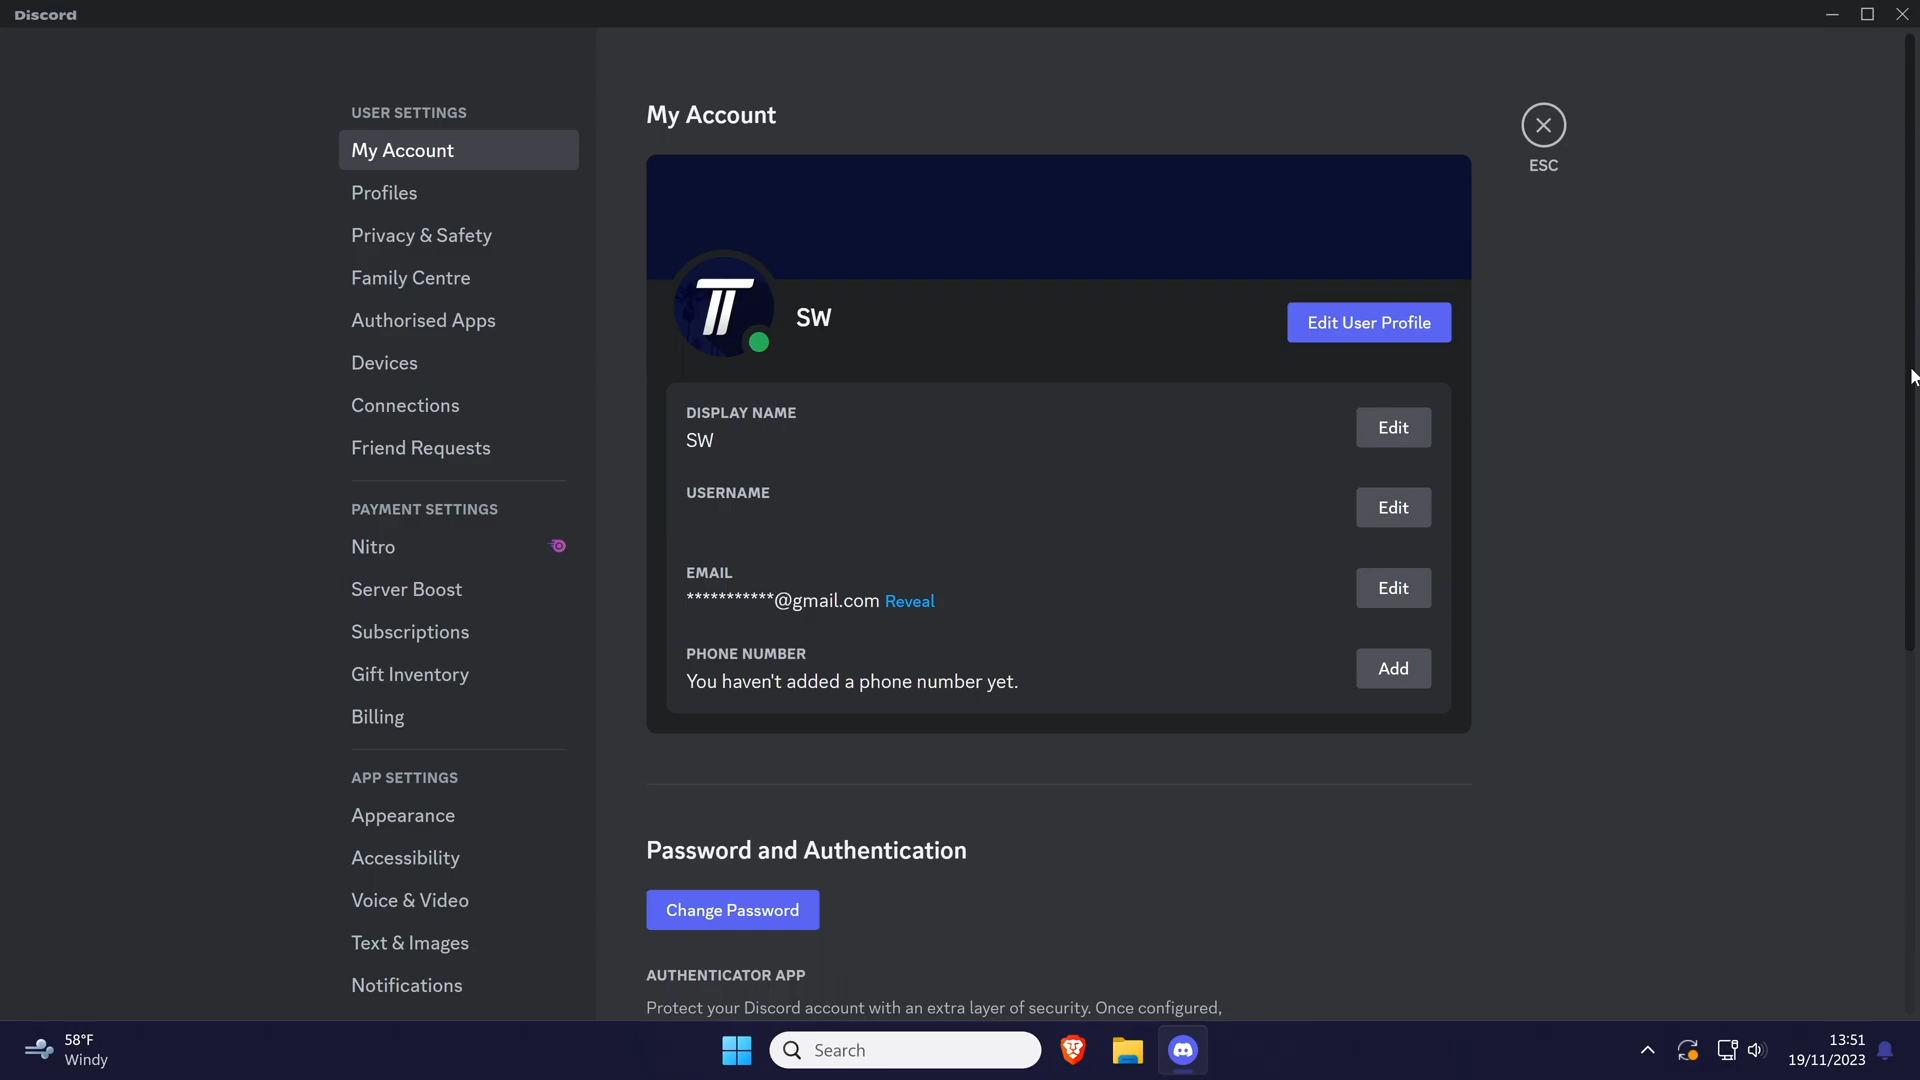 Discord
USER SETTINGS
My Account
Profiles
Privacy & Safety
Family Centre
Authorised Apps
Devices
Connections
Friend Requests
PAYMENT SETTINGS
Nitro
Server Boost
Subscriptions
Gift Inventory
Billing
APP SETTINGS
Appearance
Accessibility
Voice & Video
Text & Images
Notifications
My Account
ESC
SW
Edit User Profile
DISPLAY NAME
SW
Edit
USERNAME
Edit
EMAIL
***********@gmail.com Reveal
Edit
PHONE NUMBER
You haven't added a phone number yet.
Add
Password and Authentication
Change Password
AUTHENTICATOR APP
Protect your Discord account with an extra layer of security. Once configured,
58°F
Windy
Search
13:51
19/11/2023